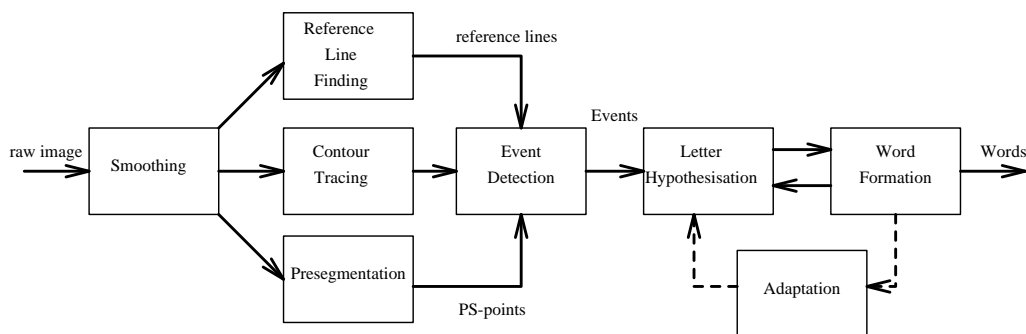 Reference
Line
Finding
reference lines
raw image
Smoothing
Contour
Tracing
Event
Detection
Events
Letter
Hypothesisation
Word
Formation
Words
Presegmentation
PS-points
Adaptation